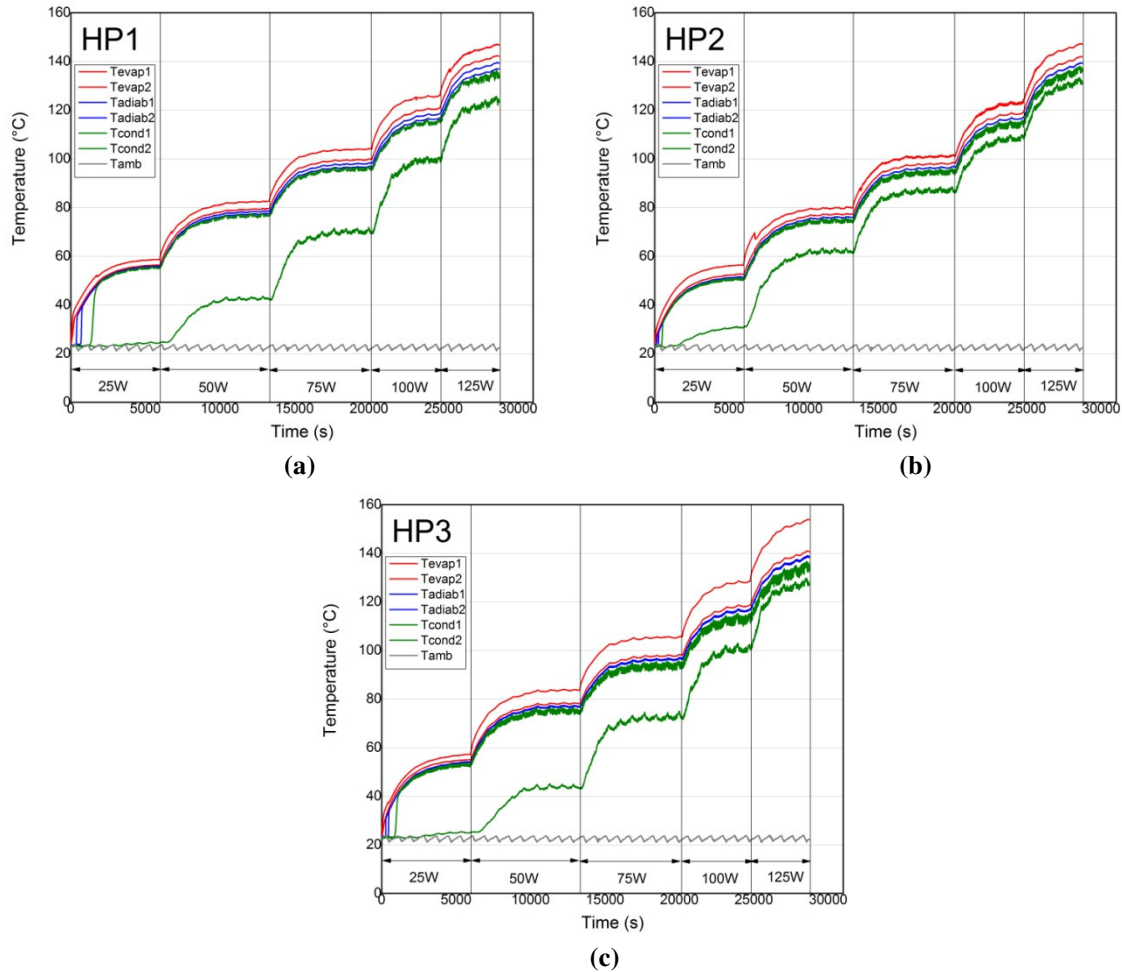 160
HP1
140
Tevap1
Tevap2
120
Tadiab1
Tadiab2
Tcond1
100
Tcond2
Tamb
80
60
40
20
0
Temperature (°C)
25W 50W 75W 100W 125W
0 5000 10000 15000 20000 25000 30000
Time (s)
(a)
160
HP2
140
Tevap1
Tevap2
120
Tadiab1
Tadiab2
Tcond1
100
Tcond2
Tamb
80
60
40
20
0
Temperature (°C)
25W 50W 75W 100W 125W
0 5000 10000 15000 20000 25000 30000
Time (s)
(b)
160
HP3
140
Tevap1
Tevap2
120
Tadiab1
Tadiab2
Tcond1
100
Tcond2
Tamb
80
60
40
20
0
Temperature (°C)
25W 50W 75W 100W 125W
0 5000 10000 15000 20000 25000 30000
Time (s)
(c)